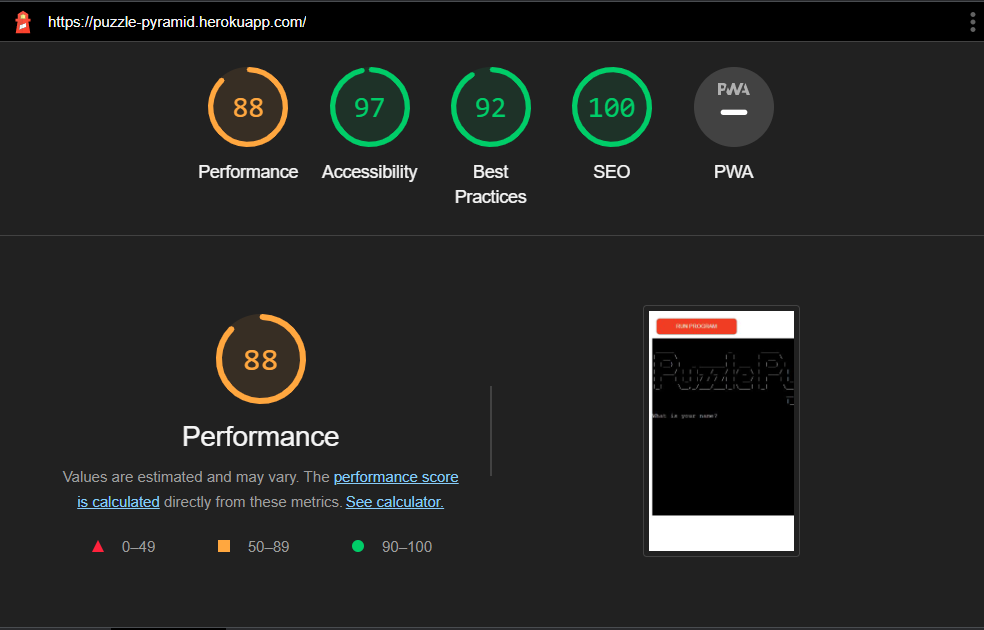 https://puzzle-pyramid.herokuapp.com/
88
97
92
100
PWA
Performance
Accessibility
Best
Practices
SEO
PWA
88
Performance
Values are estimated and may vary. The performance score
is calculated directly from these metrics. See calculator.
0–49
50–89
90–100
RUN PROGRAM
PuzzlePy
What is your name?